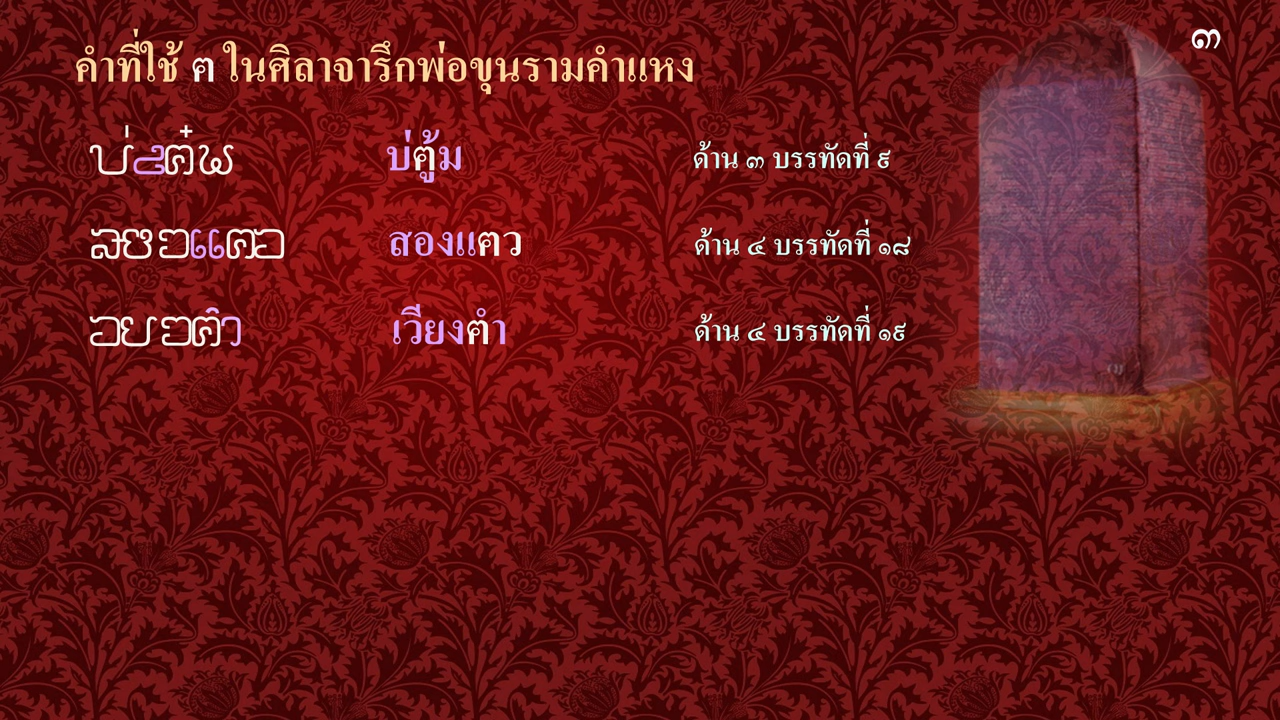 คำที่ใช้ ฅ ในศิลาจารึกพ่อขุนรามคำแหง
๓
บ่ฅู้ม ด้าน ๓ บรรทัดที่ ๙
สองแฅว ด้าน ๔ บรรทัดที่ ๑๘
เวียงฅำ ด้าน ๔ บรรทัดที่ ๑๙